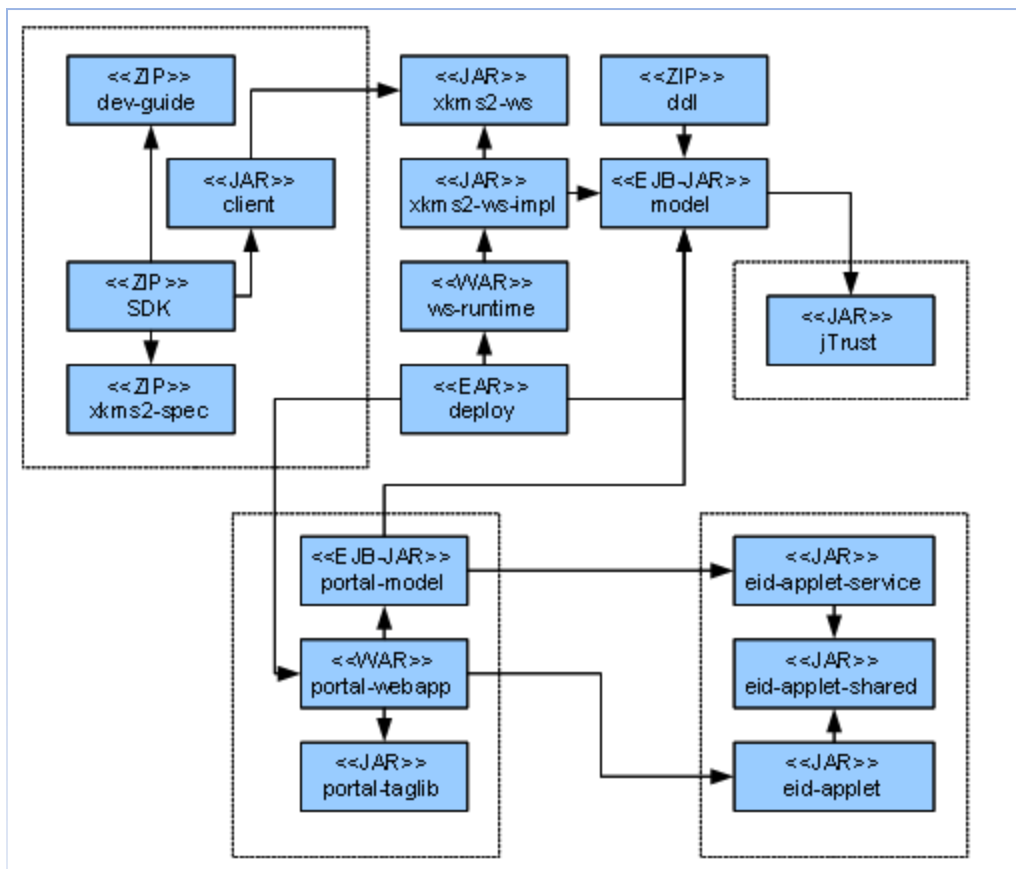 <<ZIP>>
dev-guide
<<JAR>>
xkms2-ws
<<ZIP>>
ddl
<<JAR>>
client
<<JAR>>
xkms2-ws-impl
<<EJB-JAR>>
model
<<ZIP>>
SDK
<<WAR>>
ws-runtime
<<JAR>>
jTrust
<<ZIP>>
xkms2-spec
<<EAR>>
deploy
<<EJB-JAR>>
portal-model
<<JAR>>
eid-applet-service
<<WAR>>
portal-webapp
<<JAR>>
eid-applet-shared
<<JAR>>
portal-taglib
<<JAR>>
eid-applet